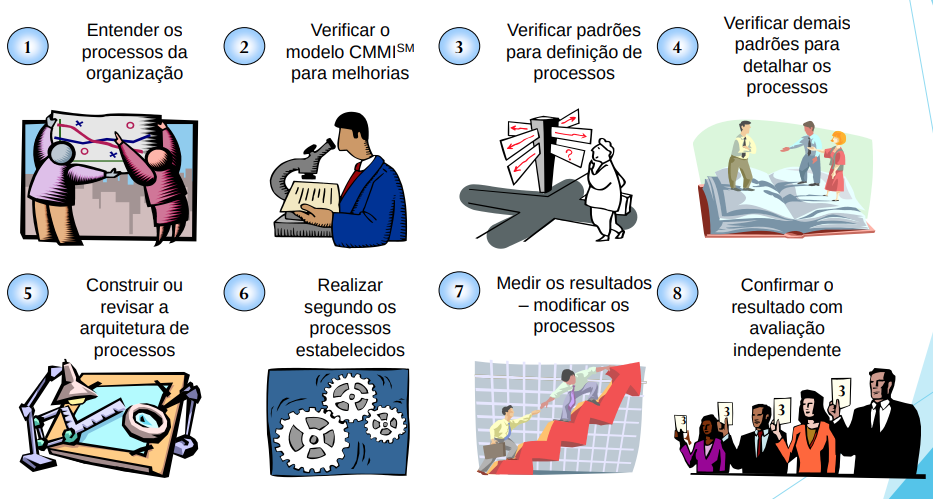 1
Entender os
processos da
organização
2
Verificar o
modelo CMMISM
para melhorias
3
Verificar padrões
para definição de
processos
4
Verificar demais
padrões para
detalhar os
processos
?
5
Construir ou
revisar a
arquitetura de
processos
6
Realizar
segundo os
processos
estabelecidos
7
Medir os resultados
– modificar os
processos
8
Confirmar o
resultado com
avaliação
independente
3
3
3
3
3